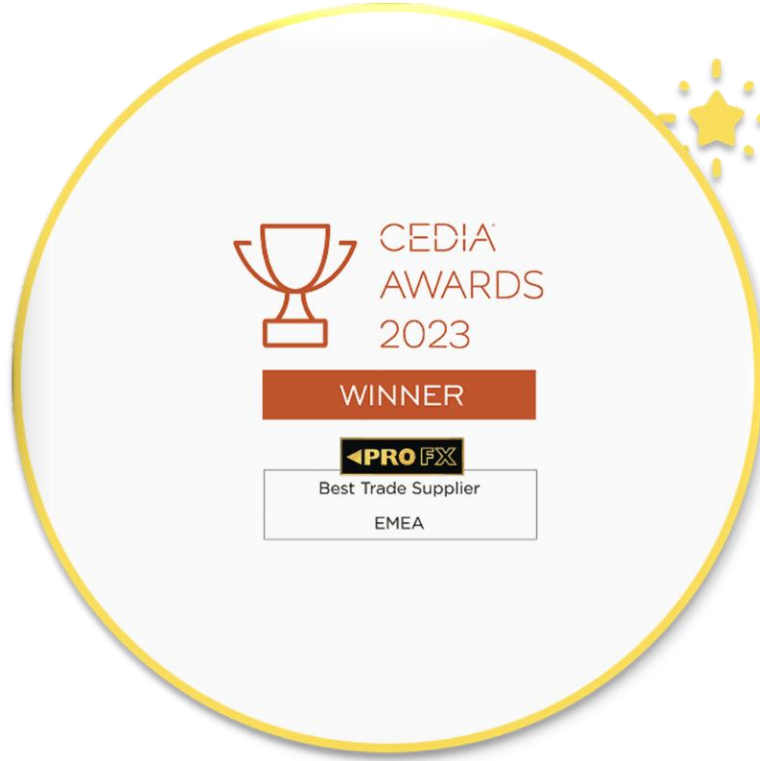 CEDIA
AWARDS
2023
WINNER
PRO FX
Best Trade Supplier
EMEA